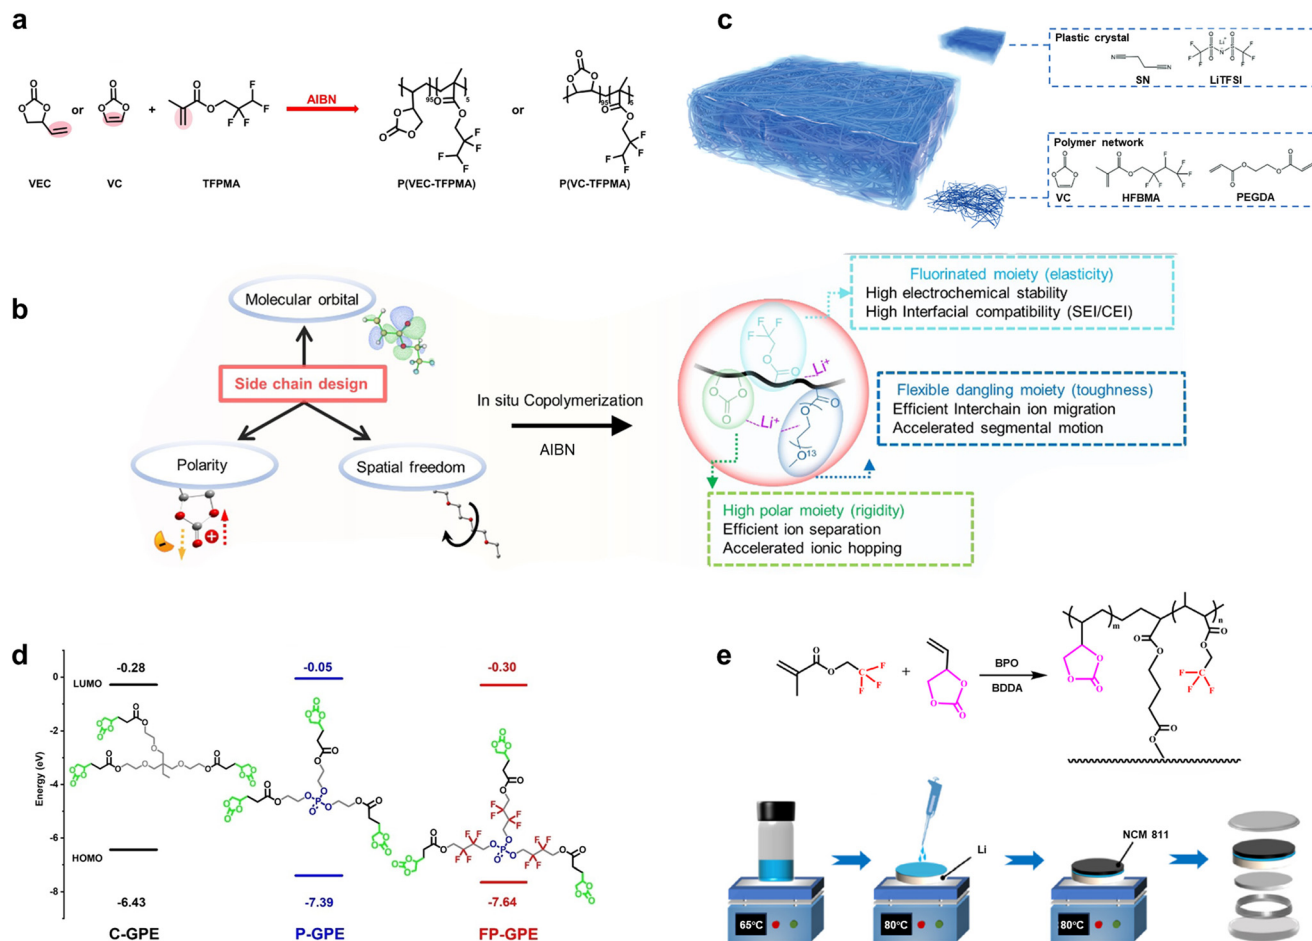 a
O
O
O
or
O
O
O
+
O
O
F
F
F
F
AIBN
95
5
O
O
O
O
O
F
F
F
F
or
O
O
O
95
5
O
O
F
F
F
F
VEC
VC
TFPMA
P(VEC-TFPMA)
P(VC-TFPMA)
c
Plastic crystal
N
N
SN
Li+
F
F
F
O
O
S
N
S
O
O
F
F
F
LiTFSI
Polymer network
O
O
O
VC
O
O
F
F
F
F
F
F
HFBMA
O
O
O
O
PEGDA
b
Molecular orbital
Side chain design
Polarity
Spatial freedom
In situ Copolymerization
AIBN
F
F
F
O
O
Li+
O
O
O
O
O
Li+
O
O
13
Fluorinated moiety (elasticity)
High electrochemical stability
High Interfacial compatibility (SEI/CEI)
Flexible dangling moiety (toughness)
Efficient Interchain ion migration
Accelerated segmental motion
High polar moiety (rigidity)
Efficient ion separation
Accelerated ionic hopping
d
Energy (eV)
0
-2
-4
-6
-8
LUMO
HOMO
-0.28
-0.05
-0.30
-6.43
-7.39
-7.64
C-GPE
P-GPE
FP-GPE
e
O
O
F
F
F
+
O
O
O
BPO
BDDA
m
n
O
O
O
O
O
O
O
F
F
F
O
O
65°C
80°C
Li
80°C
NCM 811